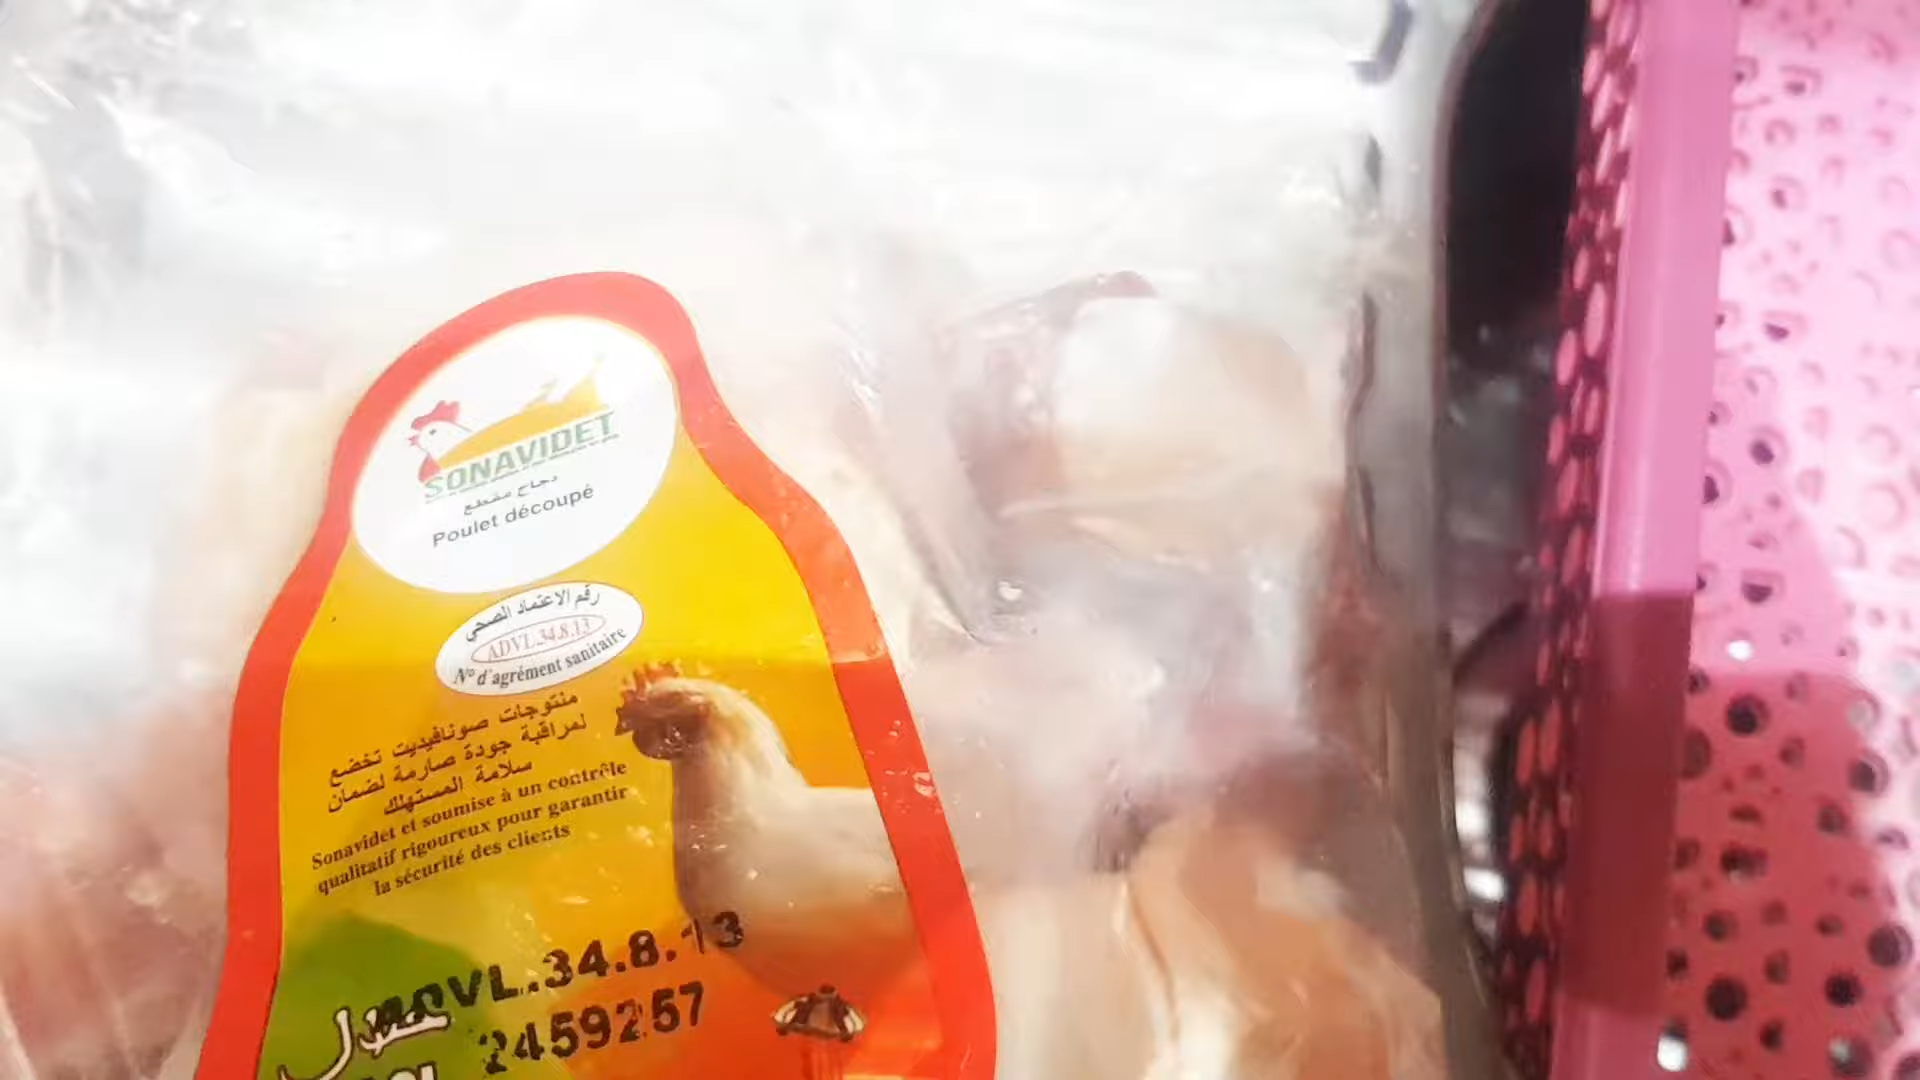 SONAVIDET
دجاج مقطع
Poulet découpé
رقم الاعتماد الصحي
ADVL.34.8.13
N° d'agrément sanitaire
منتوجات صونافيديت تخضع
لمراقبة جودة صارمة لضمان
سلامة المستهلك
Sonavidet et soumise à un contrôle
qualitatif rigoureux pour garantir
la sécurité des clients
ADVL.34.8.13
2459257
حلال